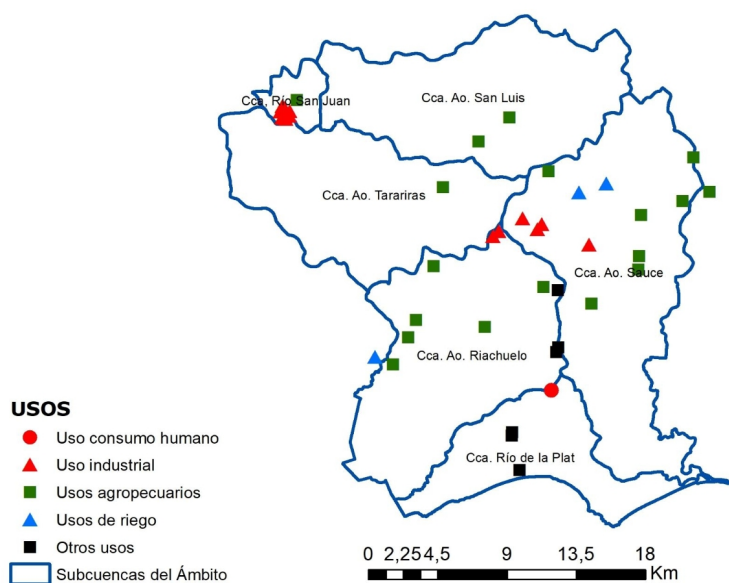 Cca, Río San Juan
Cca. Ao. San Luis
Cca. Ao. Tarariras
Cca. Ao. Sauce
Cca. Ao. Riachuelo
Cca. Río de la Plat
USOS
Uso consumo humano
Uso industrial
Usos agropecuarios
Usos de riego
Otros usos
Subcuencas del Ámbito
0 2,25 4,5 9 13,5 18
Km